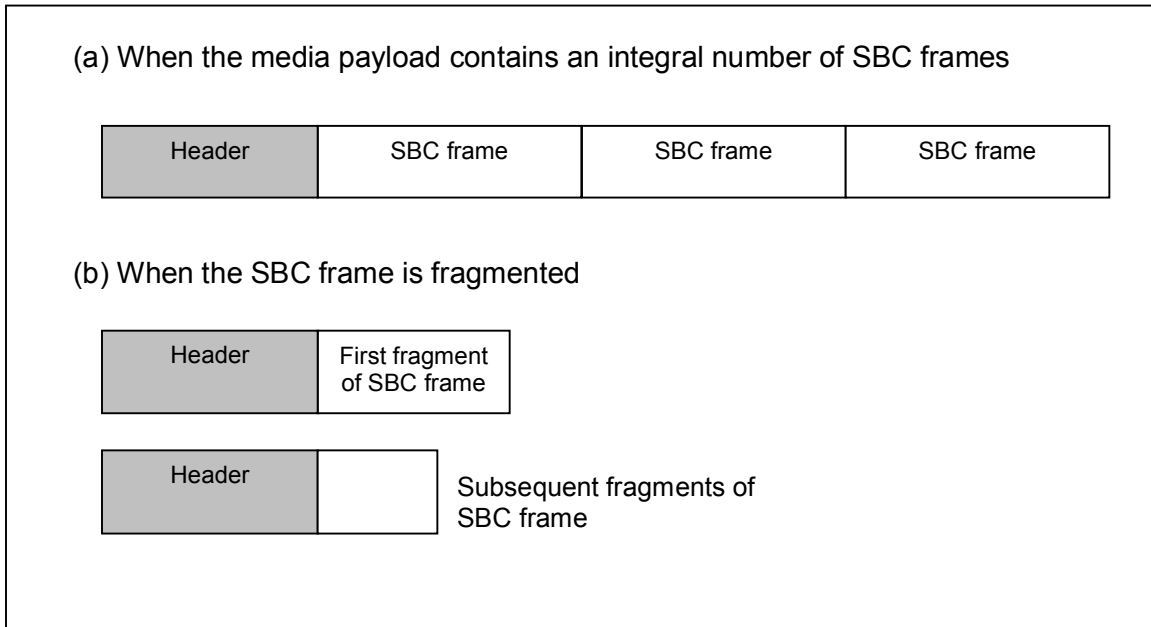 (a) When the media payload contains an integral number of SBC frames
Header SBC frame SBC frame SBC frame
(b) When the SBC frame is fragmented
Header First fragment
of SBC frame
Header
Subsequent fragments of
SBC frame